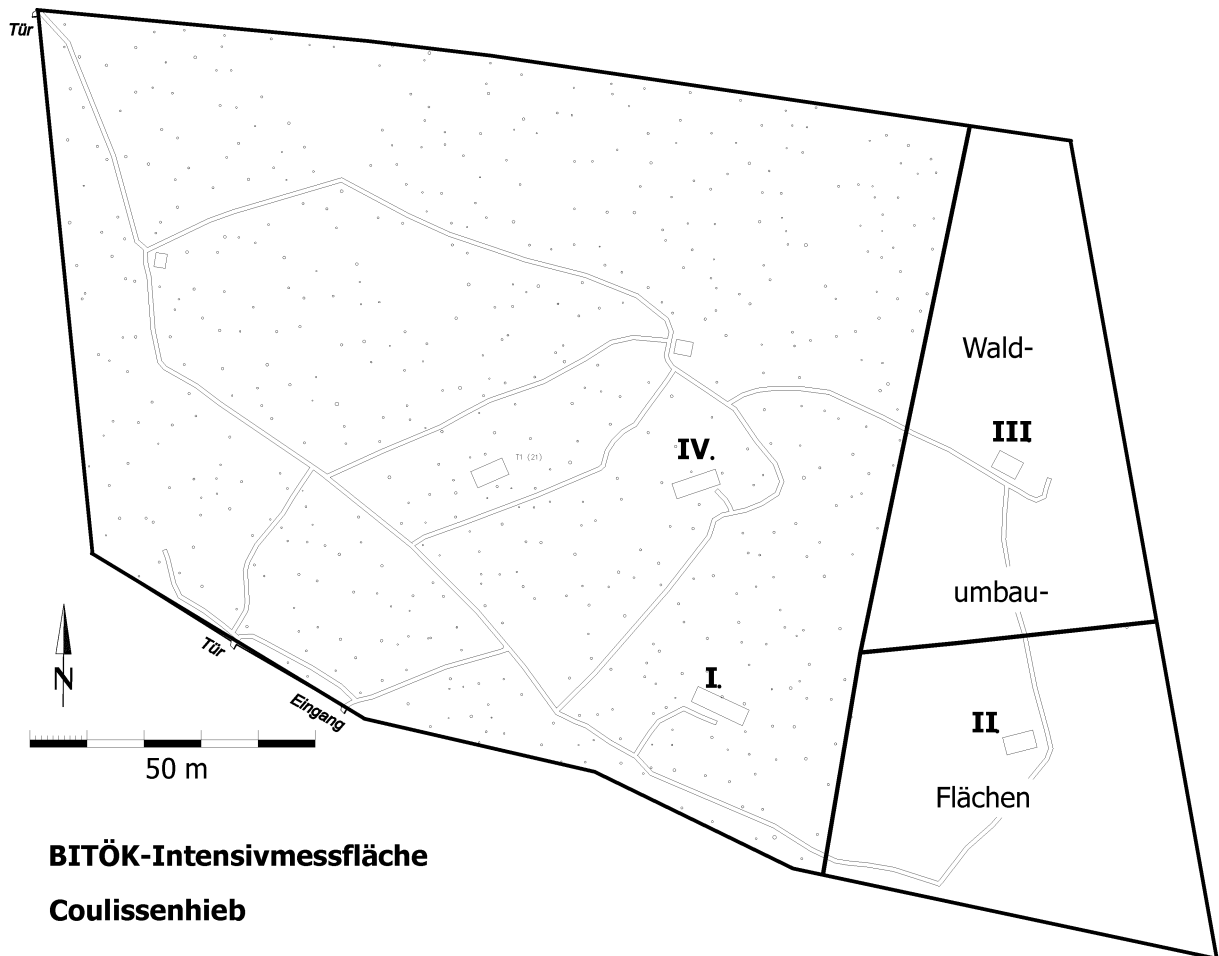 Tür
Wald-
III.
IV.
T1 (21)
umbau-
Tür
N
I.
Eingang
II.
50 m
Flächen
BITÖK-Intensivmessfläche
Coulissenhieb